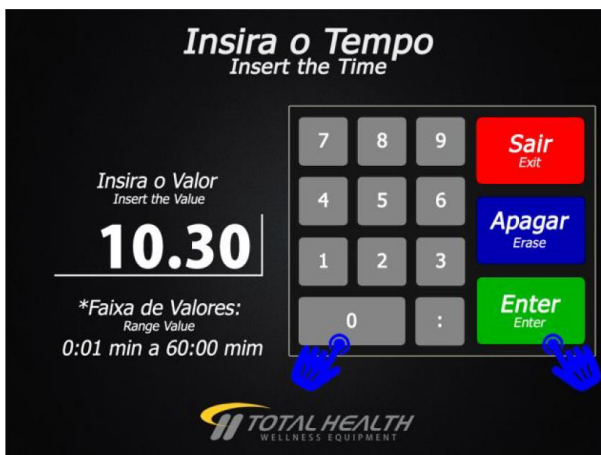 Insira o Tempo
Insert the Time
Insira o Valor
Insert the Value
10.30
*Faixa de Valores:
Range Value
0:01 min a 60:00 mim
7 8 9
4 5 6
1 2 3
0 :
Sair
Exit
Apagar
Erase
Enter
Enter
TOTAL HEALTH
WELLNESS EQUIPMENT